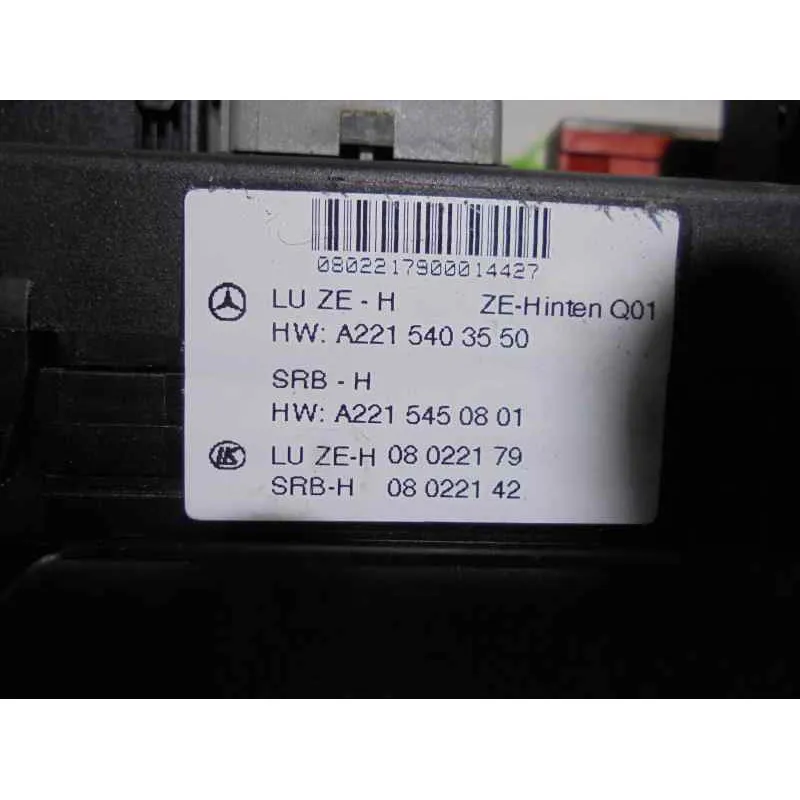 0802217900014427
LU ZE - H ZE-Hinten Q01
HW: A221 540 35 50
SRB - H
HW: A221 545 08 01
LK LU ZE-H 08 0221 79
SRB-H 08 0221 42